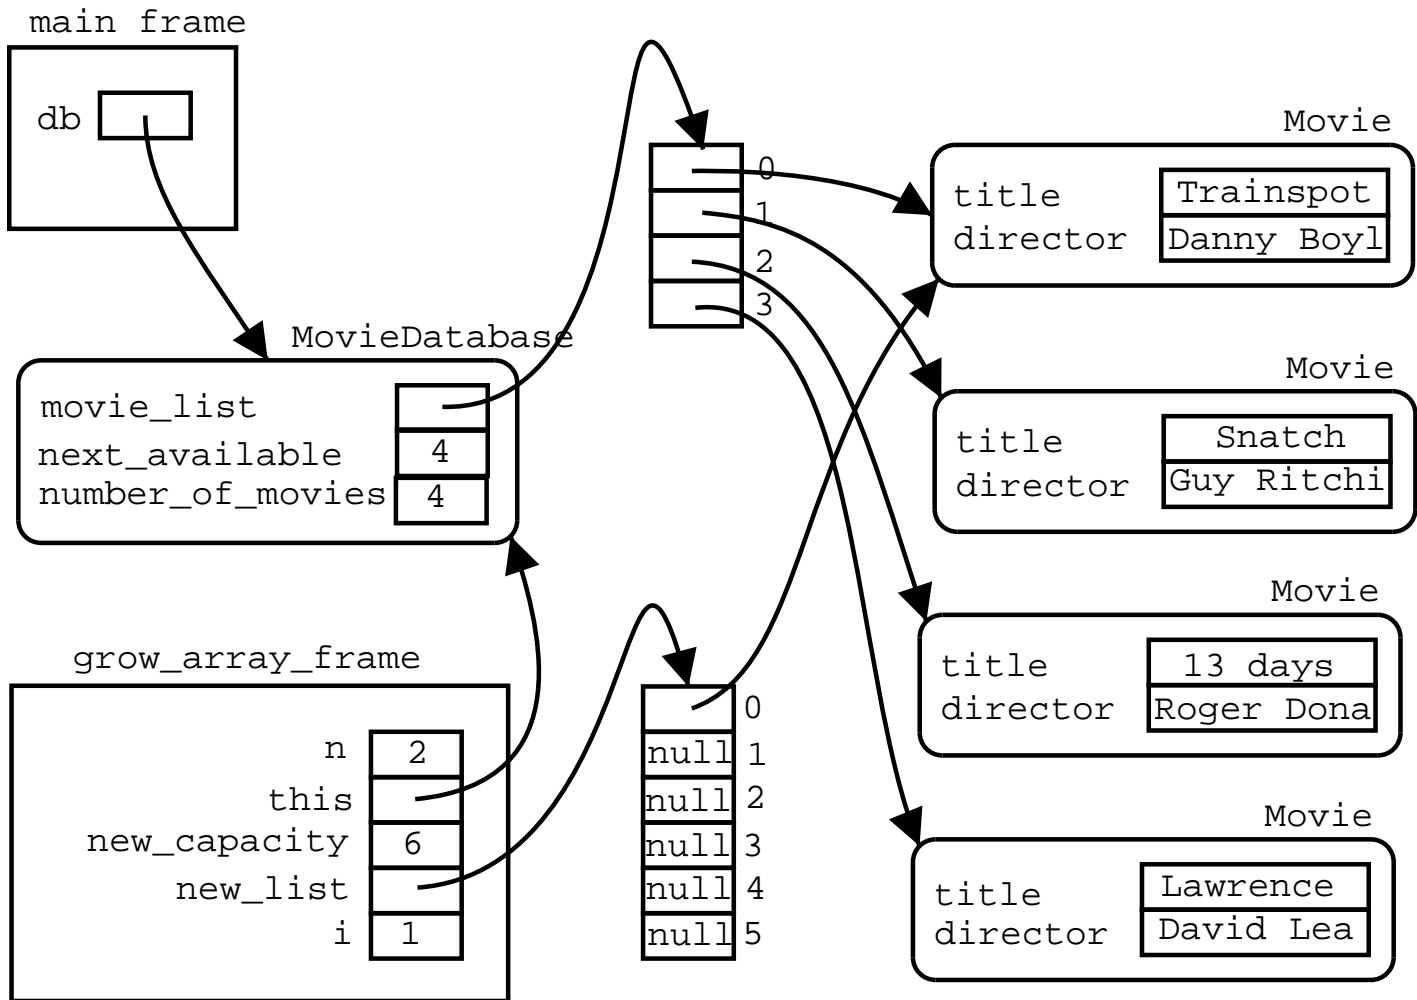 main frame
db
MovieDatabase
movie_list
next_available 4
number_of_movies 4
grow_array_frame
n 2
this
new_capacity 6
new_list
i 1
0
1
2
3
0
null 1
null 2
null 3
null 4
null 5
Movie
title Trainspot
director Danny Boyl
Movie
title Snatch
director Guy Ritchi
Movie
title 13 days
director Roger Dona
Movie
title Lawrence
director David Lea